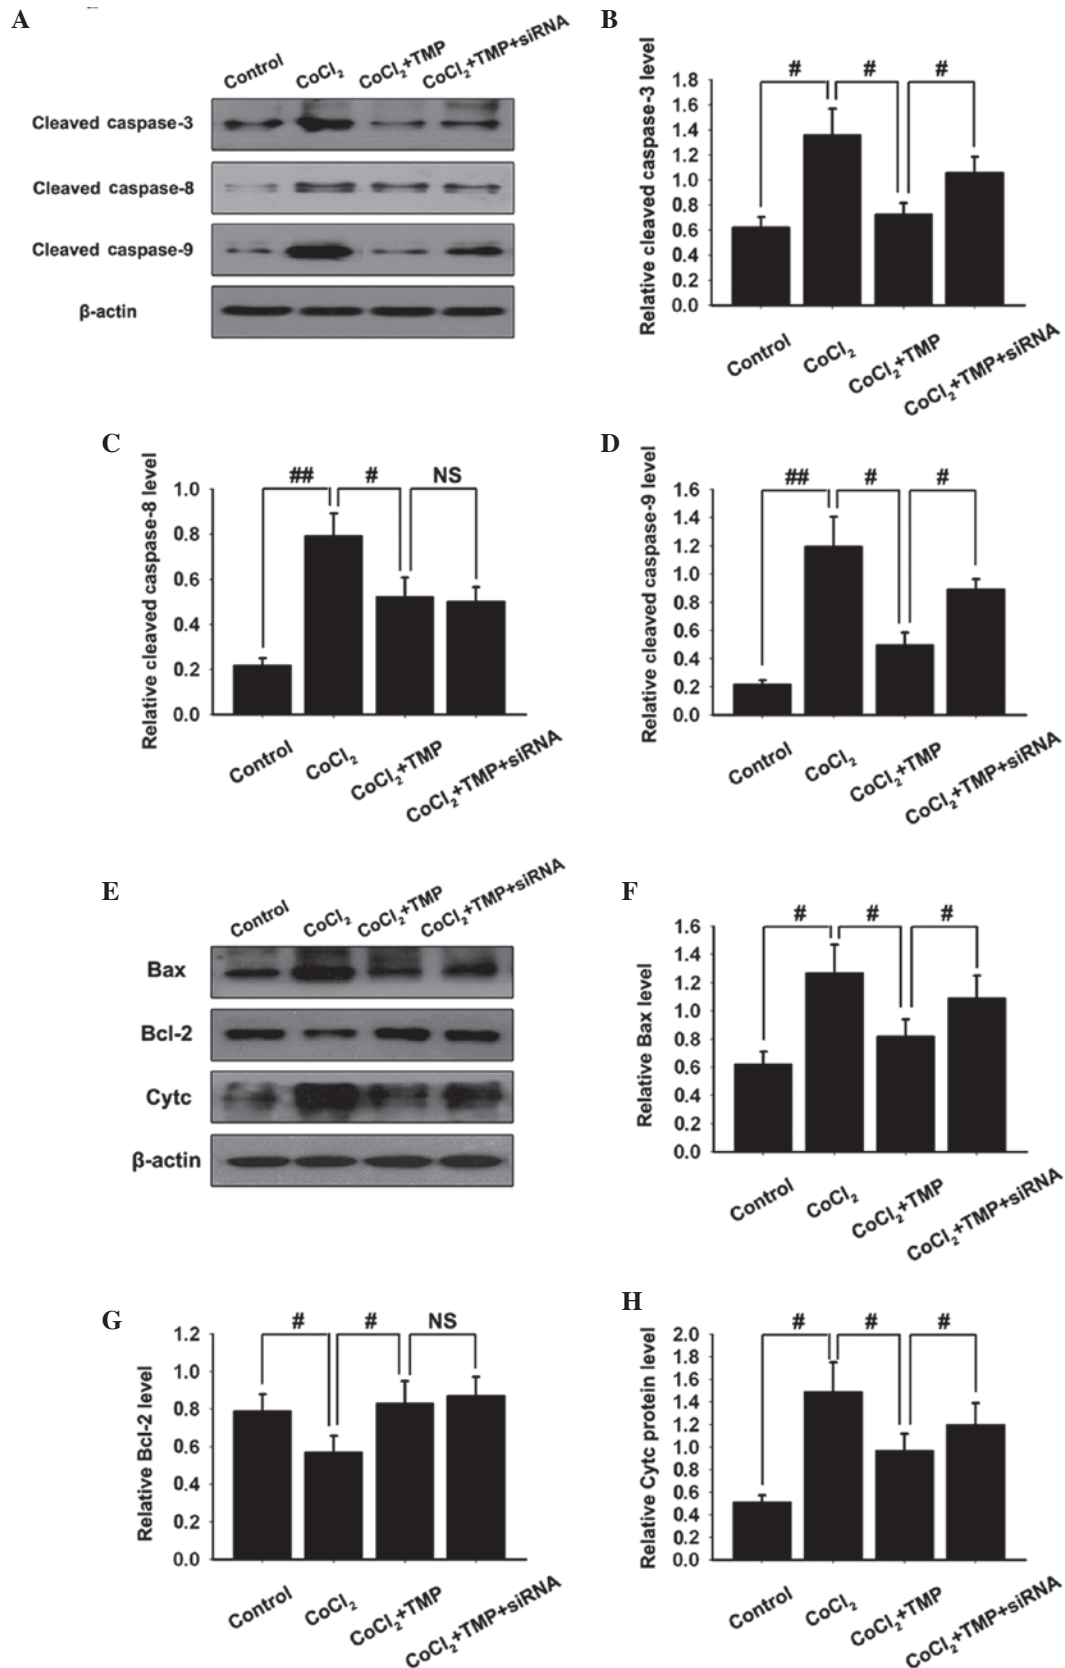 A
Control CoCl2 CoCl2+TMP CoCl2+TMP+siRNA
Cleaved caspase-3
Cleaved caspase-8
Cleaved caspase-9
β-actin
B
Relative cleaved caspase-3 level
# # #
1.8
1.6
1.4
1.2
1.0
0.8
0.6
0.4
0.2
0.0
Control CoCl2 CoCl2+TMP CoCl2+TMP+siRNA
C
Relative cleaved caspase-8 level
## # NS
1.0
0.8
0.6
0.4
0.2
0.0
Control CoCl2 CoCl2+TMP CoCl2+TMP+siRNA
D
Relative cleaved caspase-9 level
## # #
1.6
1.4
1.2
1.0
0.8
0.6
0.4
0.2
0.0
Control CoCl2 CoCl2+TMP CoCl2+TMP+siRNA
E
Control CoCl2 CoCl2+TMP CoCl2+TMP+siRNA
Bax
Bcl-2
Cytc
β-actin
F
Relative Bax level
# # #
1.6
1.4
1.2
1.0
0.8
0.6
0.4
0.2
0.0
Control CoCl2 CoCl2+TMP CoCl2+TMP+siRNA
G
Relative Bcl-2 level
# # NS
1.2
1.0
0.8
0.6
0.4
0.2
0.0
Control CoCl2 CoCl2+TMP CoCl2+TMP+siRNA
H
Relative Cytc protein level
# # #
2.0
1.8
1.6
1.4
1.2
1.0
0.8
0.6
0.4
0.2
0.0
Control CoCl2 CoCl2+TMP CoCl2+TMP+siRNA